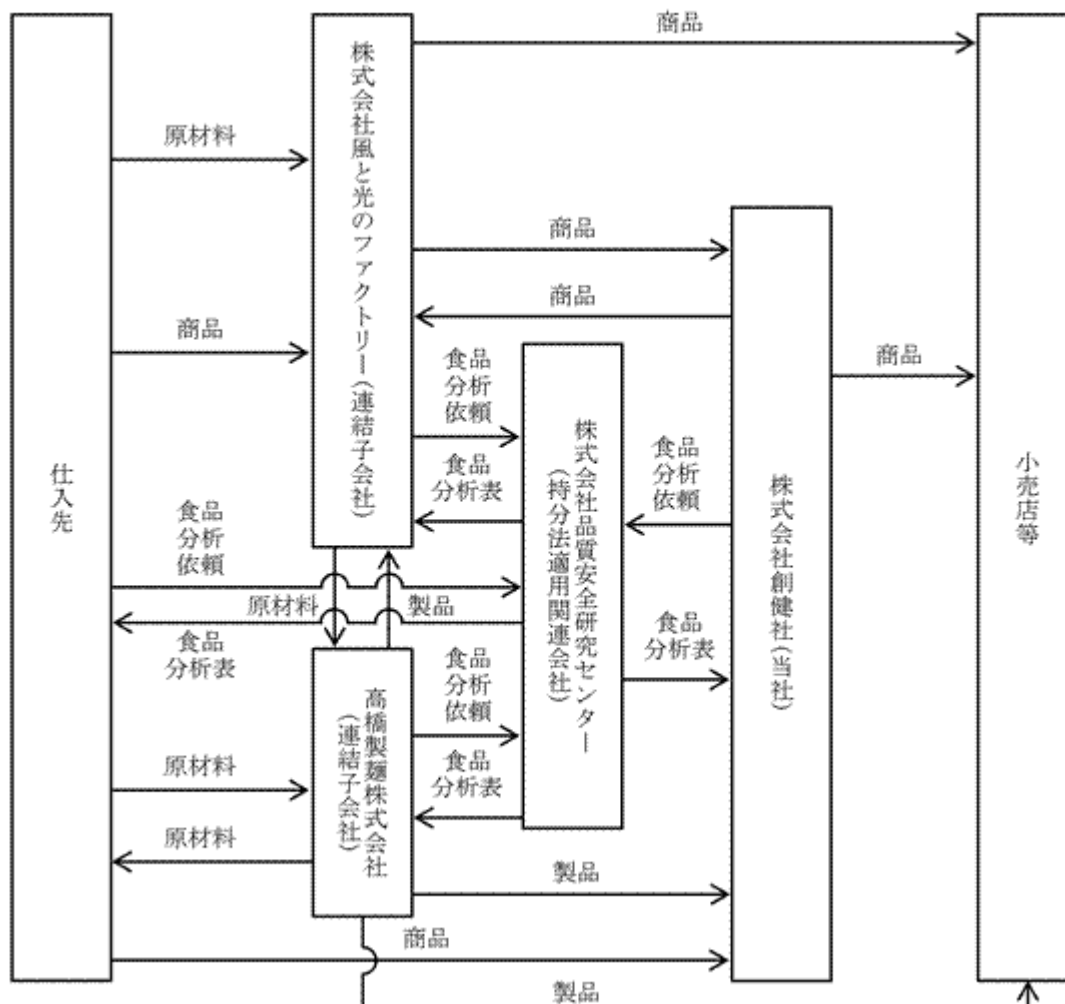 商品
原材料
株式会社風と光のファクトリー(連結子会社)
商品
商品
商品
商品
食品
分析
依頼
食品
分析表
株式会社品質安全研究センター
(持分法適用関連会社)
食品
分析
依頼
株式会社創健社(当社)
小売店等
仕入先
食品
分析
依頼
原材料
製品
食品
分析表
食品
分析表
食品
分析
依頼
高橋製麺株式会社
(連結子会社)
原材料
食品
分析表
原材料
製品
商品
製品